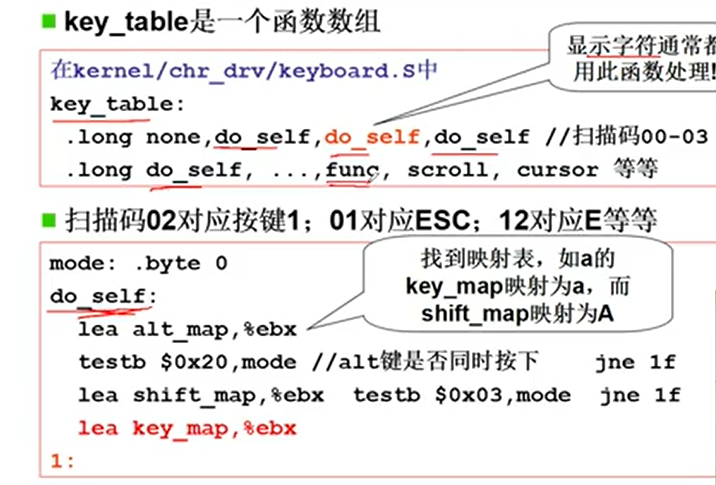 key_table是一个函数数组
显示字符通常都
用此函数处理!
在kernel/chr_drv/keyboard.S中
key_table:
.long none,do_self,do_self,do_self //扫描码00-03
.long do_self, ...,func, scroll, cursor 等等
扫描码02对应按键1；01对应ESC；12对应E等等
mode: .byte 0
找到映射表，如a的
key_map映射为a，而
shift_map映射为A
do_self:
lea alt_map,%ebx
testb $0x20,mode //alt键是否同时按下 jne 1f
lea shift_map,%ebx testb $0x03,mode jne 1f
lea key_map,%ebx
1: